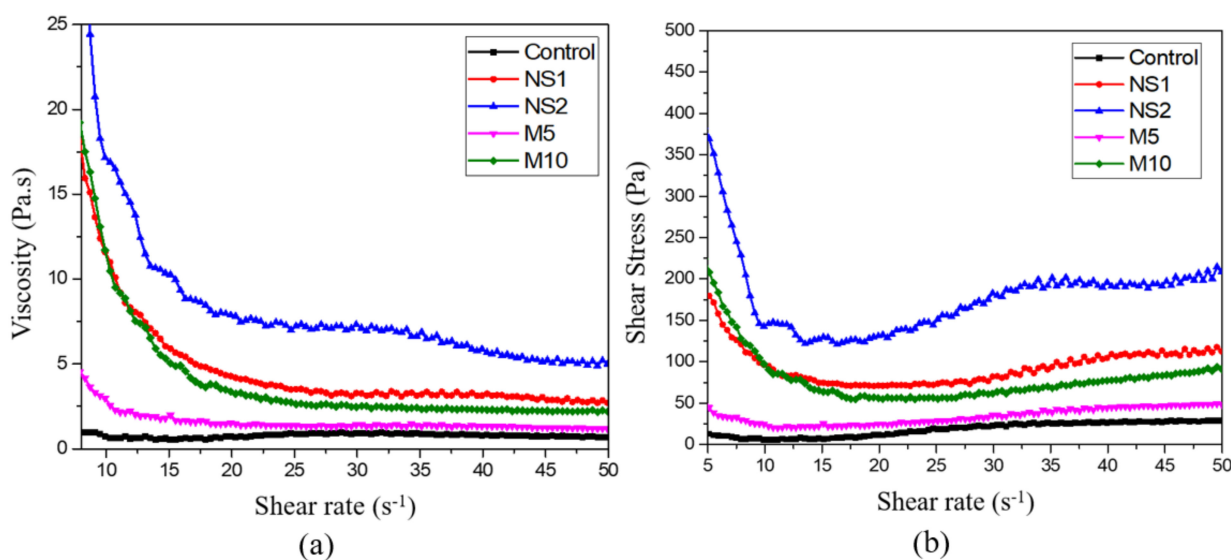 25
20
15
10
5
0
Viscosity (Pa.s)
Control
NS1
NS2
M5
M10
10 15 20 25 30 35 40 45 50
Shear rate (s⁻¹)
(a)
500
450
400
350
300
250
200
150
100
50
0
Shear Stress (Pa)
Control
NS1
NS2
M5
M10
5 10 15 20 25 30 35 40 45 50
Shear rate (s⁻¹)
(b)